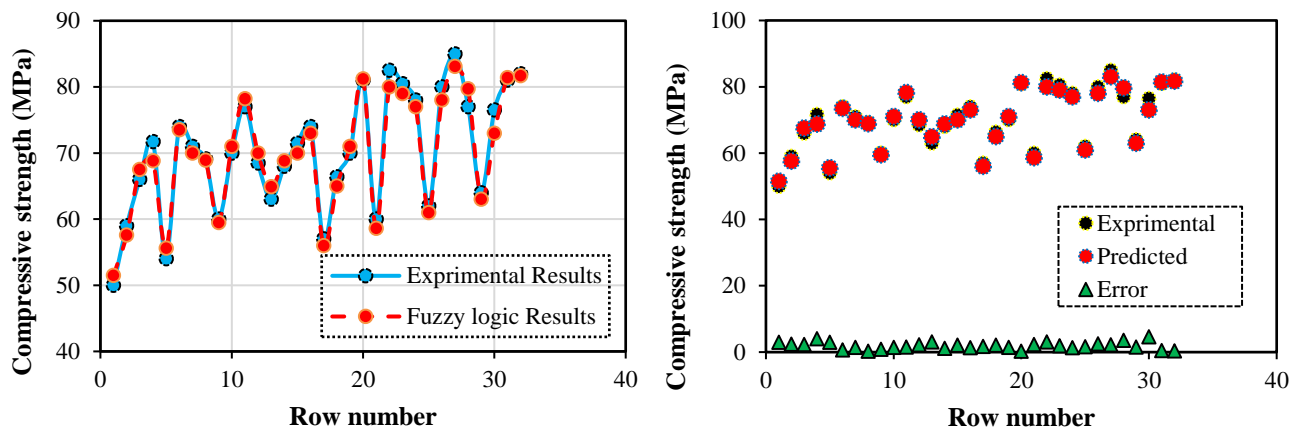 Compressive strength (MPa)
90
80
70
60
50
40
0
10
20
30
40
Row number
Exprimental Results
Fuzzy logic Results
Compressive strength (MPa)
100
80
60
40
20
0
0
10
20
30
40
Row number
Exprimental
Predicted
Error